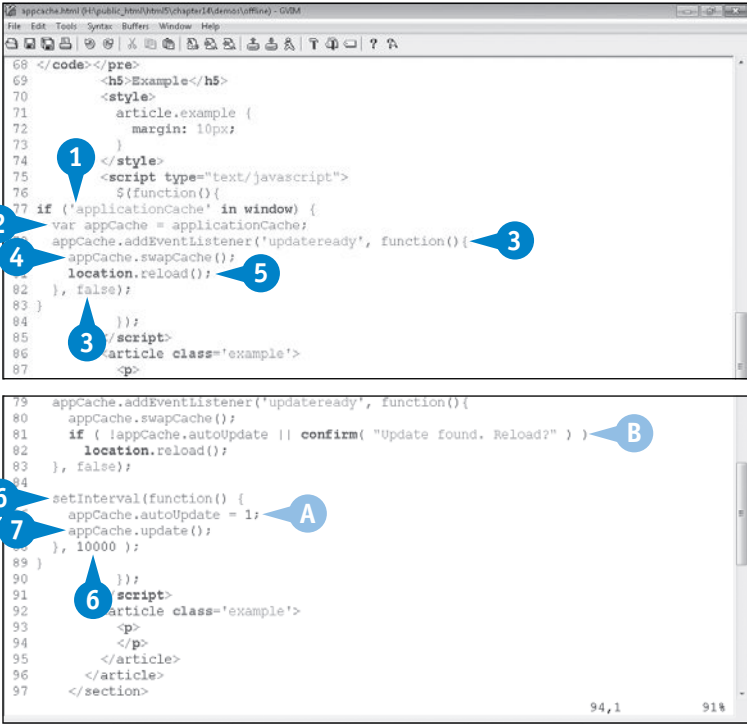 appcache.html (H:\public_html\html5\chapter14\demos\offline) - GVIM
File Edit Tools Syntax Buffers Window Help
68 </code></pre>
69 <h5>Example</h5>
70 <style>
71 article.example {
72 margin: 10px;
73 }
74 </style>
1
75 <script type="text/javascript">
76 $(function(){
77 if ('applicationCache' in window) {
2
var appCache = applicationCache;
appCache.addEventListener('updateready', function(){
3
4
appCache.swapCache();
location.reload();
5
82 }, false);
83 }
84 });
3
85 </script>
86 <article class='example'>
87 <p>
79 appCache.addEventListener('updateready', function(){
80 appCache.swapCache();
81 if ( !appCache.autoUpdate || confirm( "Update found. Reload?" ) )
B
82 location.reload();
83 }, false);
84
6
setInterval(function() {
appCache.autoUpdate = 1;
A
7
appCache.update();
}, 10000 );
89 }
90 });
6
91 </script>
92 <article class='example'>
93 <p>
94 </p>
95 </article>
96 </article>
97 </section>
94,1 91%